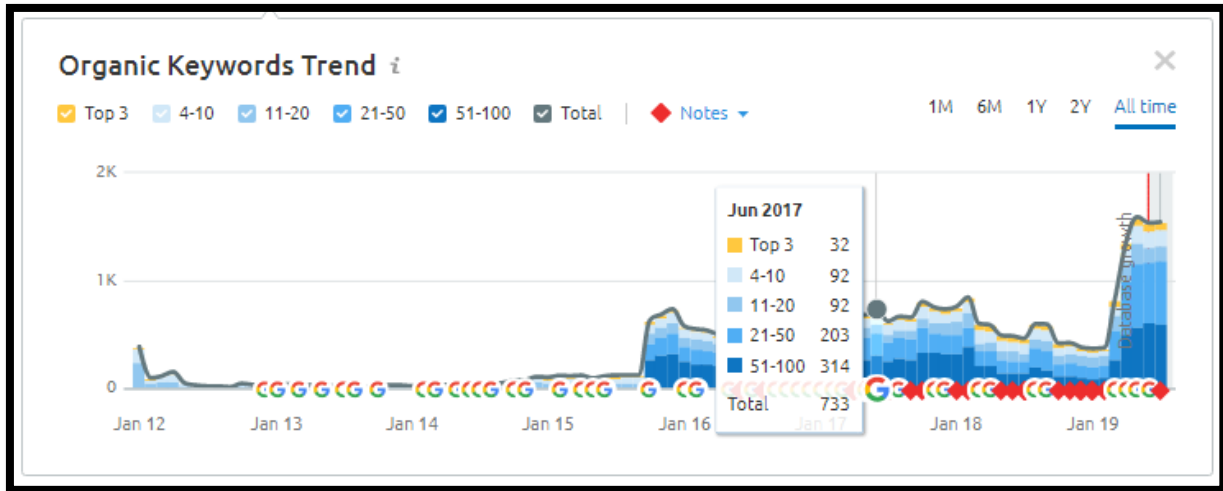 Organic Keywords Trend i
Top 3 4-10 11-20 21-50 51-100 Total Notes
1M 6M 1Y 2Y All time
2K
1K
0
Jun 2017
Top 3 32
4-10 92
11-20 92
21-50 203
51-100 314
Total 733
Database growth
Jan 12 Jan 13 Jan 14 Jan 15 Jan 16 Jan 17 Jan 18 Jan 19